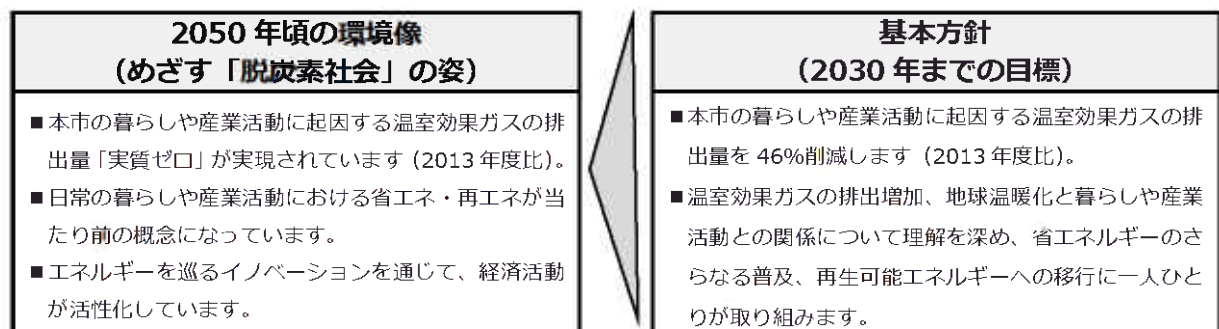 2050 年頃の環境像
(めざす「脱炭素社会」の姿)
■本市の暮らしや産業活動に起因する温室効果ガスの排
出量「実質ゼロ」が実現されています (2013 年度比)。
■日常の暮らしや産業活動における省エネ・再エネが当
たり前の概念になっています。
■エネルギーを巡るイノベーションを通じて、経済活動
が活性化しています。
基本方針
(2030 年までの目標)
■本市の暮らしや産業活動に起因する温室効果ガスの排
出量を 46%削減します (2013 年度比)。
■温室効果ガスの排出増加、地球温暖化と暮らしや産業
活動との関係について理解を深め、省エネルギーのさ
らなる普及、再生可能エネルギーへの移行に一人ひと
りが取り組みます。